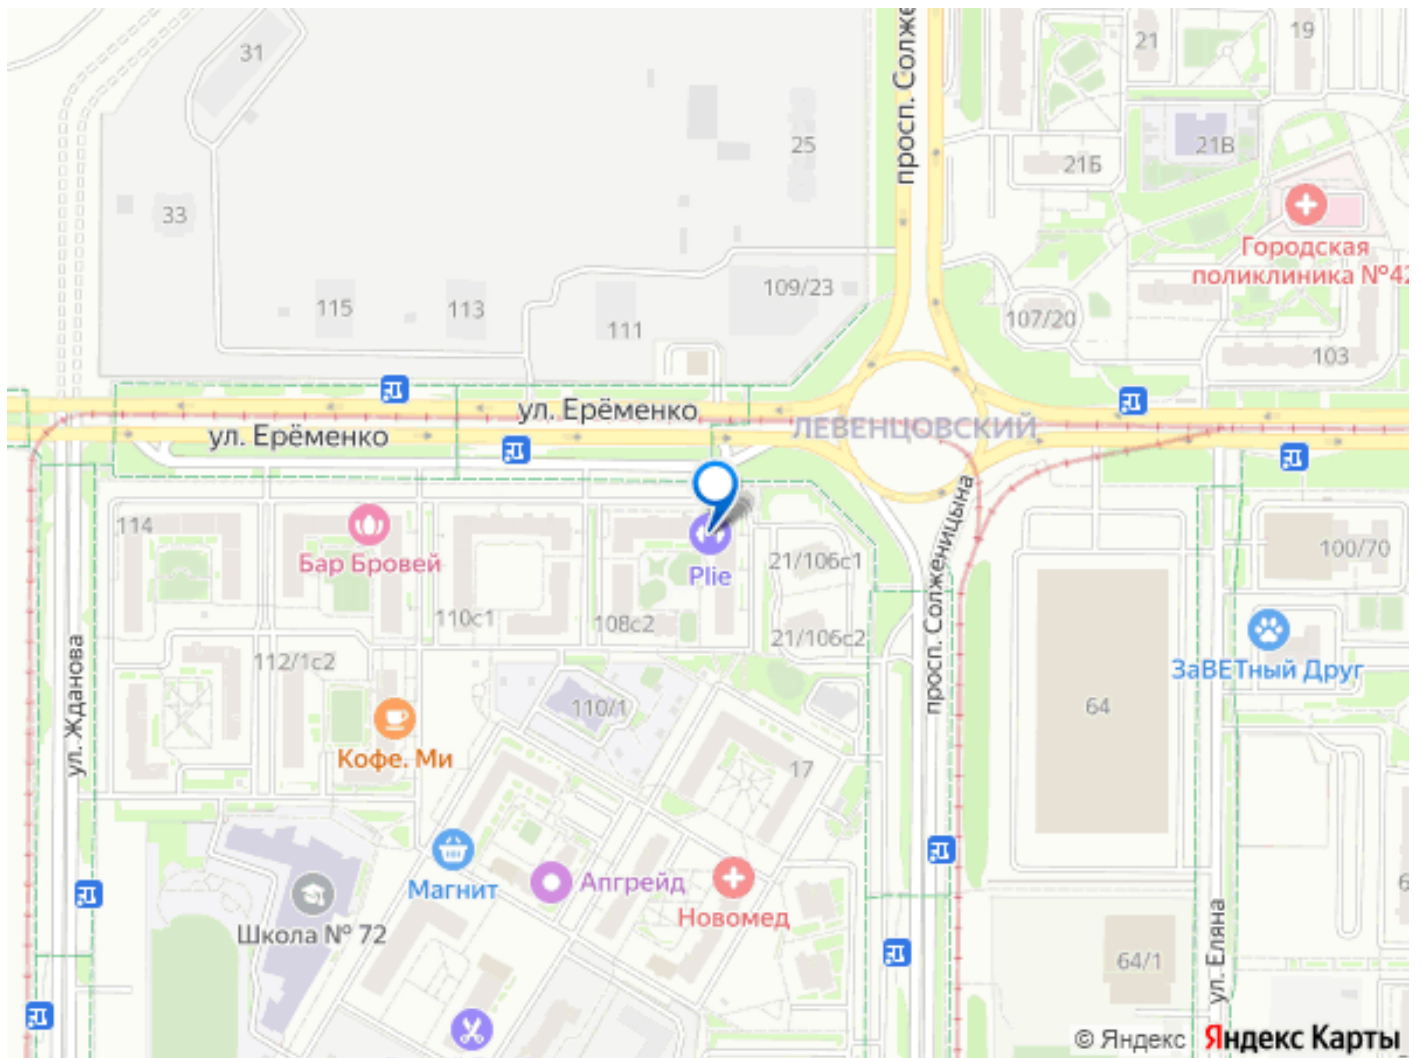 31
просп. Солже
21
19
25
21Б
21В
33
Городская
поликлиника №42
109/23
115
113
111
107/20
103
ул. Ерёменко
ул. Ерёменко
ЛЕВЕНЦОВСКИЙ
114
Бар Бровей
Plie
21/106с1
100/70
просп. Солженицына
110с1
108с2
21/106с2
ул. Жданова
112/1с2
ЗаВЕТный Друг
110/1
64
Кофе. Ми
17
Магнит
Апгрейд
Новомед
6
Школа № 72
64/1
ул. Еляна
© Яндекс Яндекс Карты